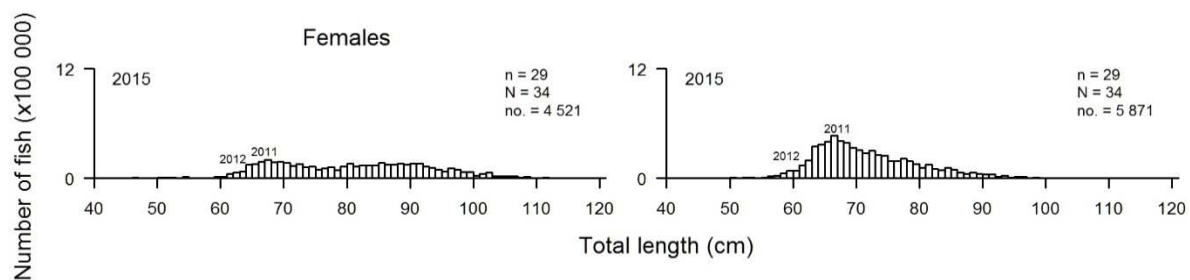 Number of fish (x100 000)
Females
12
2015
n = 29
N = 34
no. = 4 521
2012
2011
0
40 50 60 70 80 90 100 110 120
12
2015
n = 29
N = 34
no. = 5 871
2011
2012
0
40 50 60 70 80 90 100 110 120
Total length (cm)